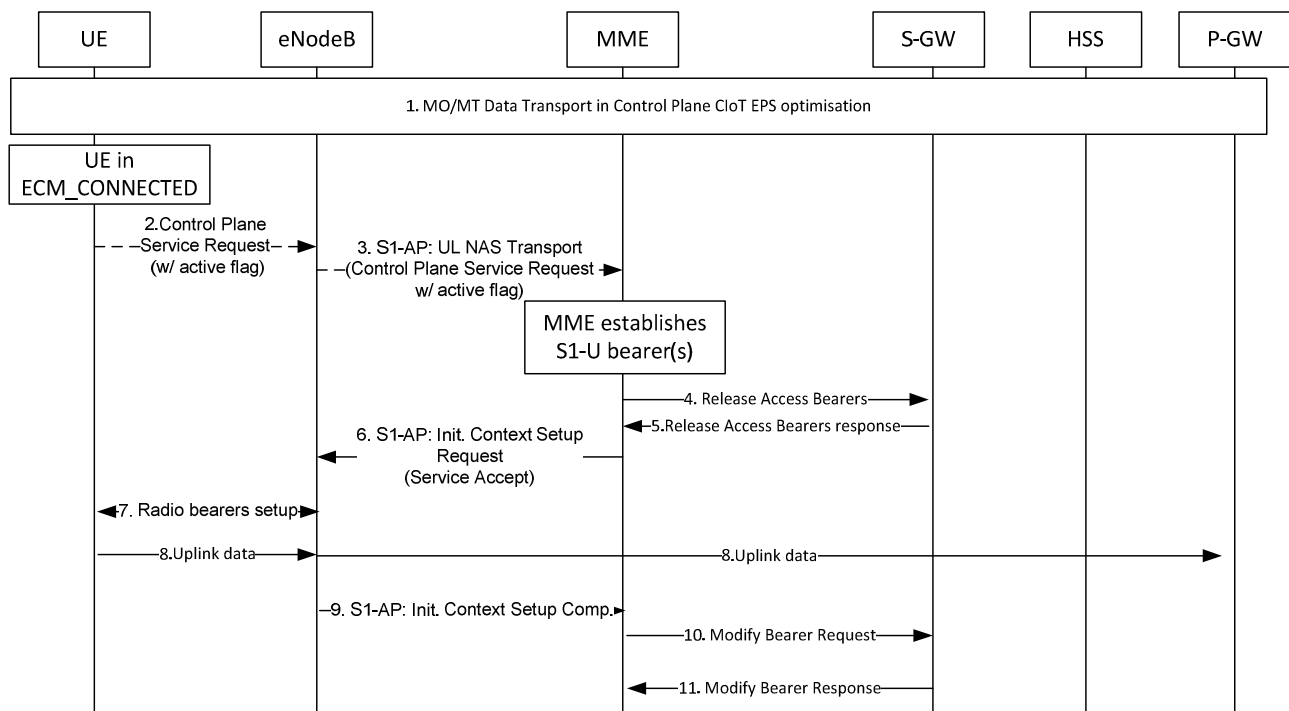 UE
eNodeB
MME
S-GW
HSS
P-GW
1. MO/MT Data Transport in Control Plane CIoT EPS optimisation
UE in
ECM_CONNECTED
2.Control Plane
Service Request
(w/ active flag)
3. S1-AP: UL NAS Transport
(Control Plane Service Request
w/ active flag)
MME establishes
S1-U bearer(s)
4. Release Access Bearers
5.Release Access Bearers response
6. S1-AP: Init. Context Setup
Request
(Service Accept)
7. Radio bearers setup
8.Uplink data
8.Uplink data
9. S1-AP: Init. Context Setup Comp.
10. Modify Bearer Request
11. Modify Bearer Response